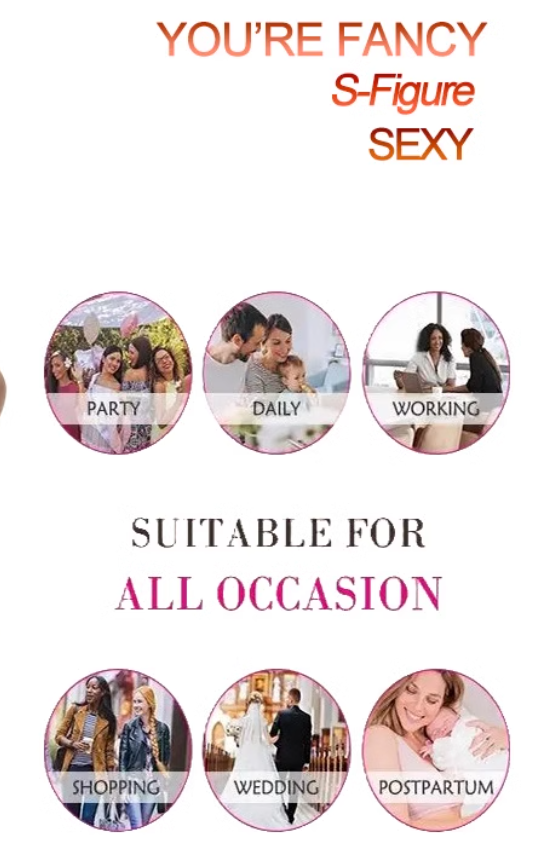 YOU'RE FANCY
S-Figure
SEXY
PARTY
DAILY
WORKING
SUITABLE FOR
ALL OCCASION
SHOPPING
WEDDING
POSTPARTUM